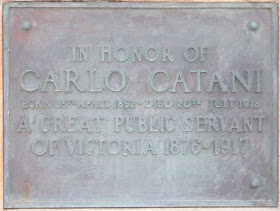 IN HONOR OF
CARLO CATANI
BORN 15TH APRIL 1852 - DIED 20TH JULY 1918
A GREAT PUBLIC SERVANT
OF VICTORIA 1876-1917